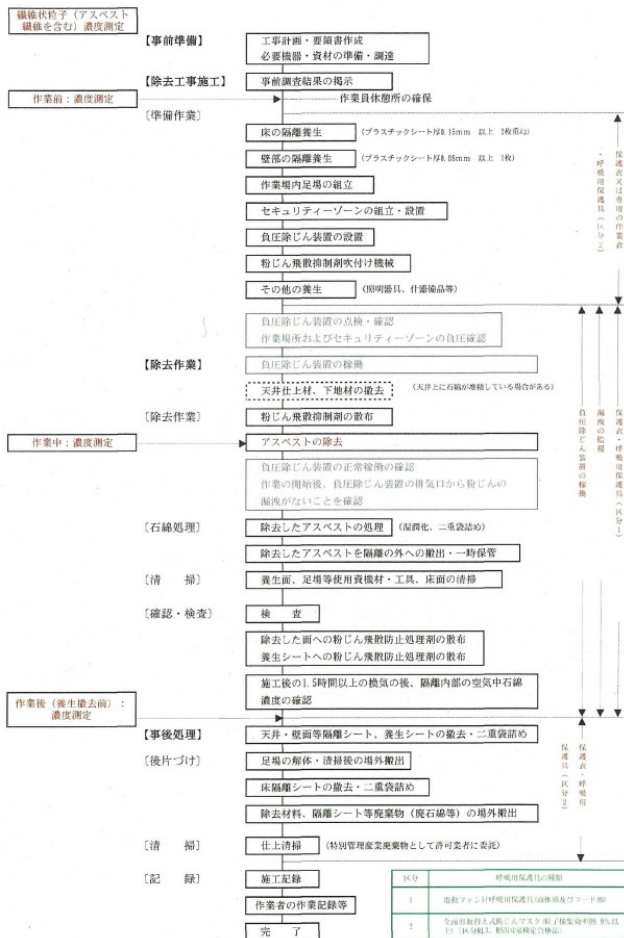 繊維状粒子（アスベスト
繊維を含む）濃度測定
【事前準備】
工事計画・要領書作成
必要機器・資材の準備・調達
【除去工事施工】
事前調査結果の掲示
作業前：濃度測定
作業員休憩所の確保
〔準備作業〕
床の隔離養生
（プラスチックシート厚0.15mm 以上 2枚重ね）
壁部の隔離養生
（プラスチックシート厚0.08mm 以上 1枚）
作業場内足場の組立
セキュリティーゾーンの組立・設置
負圧除じん装置の設置
粉じん飛散抑制剤吹付け機械
その他の養生
（照明器具、什器備品等）
保護衣又は専用の作業衣
・呼吸用保護具（区分2）
負圧除じん装置の点検・確認
作業場所およびセキュリティーゾーンの負圧確認
【除去作業】
負圧除じん装置の稼働
天井仕上材、下地材の撤去
（天井上に石綿が堆積している場合がある）
〔除去作業〕
粉じん飛散抑制剤の散布
作業中：濃度測定
アスベストの除去
負圧除じん装置の正常稼働の確認
作業の開始後、負圧除じん装置の排気口から粉じんの
漏洩がないことを確認
〔石綿処理〕
除去したアスベストの処理
（湿潤化、二重袋詰め）
除去したアスベストを隔離の外への搬出・一時保管
〔清 掃〕
養生面、足場等使用資機材・工具、床面の清掃
〔確認・検査〕
検 査
除去した面への粉じん飛散防止処理剤の散布
養生シートへの粉じん飛散防止処理剤の散布
施工後の1.5時間以上の換気の後、隔離内部の空気中石綿
濃度の確認
保護衣・呼吸用保護具（区分1）
漏洩の監視
負圧除じん装置の稼働
作業後（養生撤去前）：
濃度測定
【事後処理】
天井・壁面等隔離シート、養生シートの撤去・二重袋詰め
〔後片づけ〕
足場の解体・清掃後の場外搬出
床隔離シートの撤去・二重袋詰め
除去材料、隔離シート等廃棄物（廃石綿等）の場外搬出
保護衣・呼吸用
保護具（区分2）
〔清 掃〕
仕上清掃
（特別管理産業廃棄物として許可業者に委託）
〔記 録〕
施工記録
作業者の作業記録等
完 了
区分
呼吸用保護具の種類
1
電動ファン付呼吸用保護具（面体形及びフード形）
2
全面形取替え式防じんマスク（粒子捕集効率99.9%以
上）